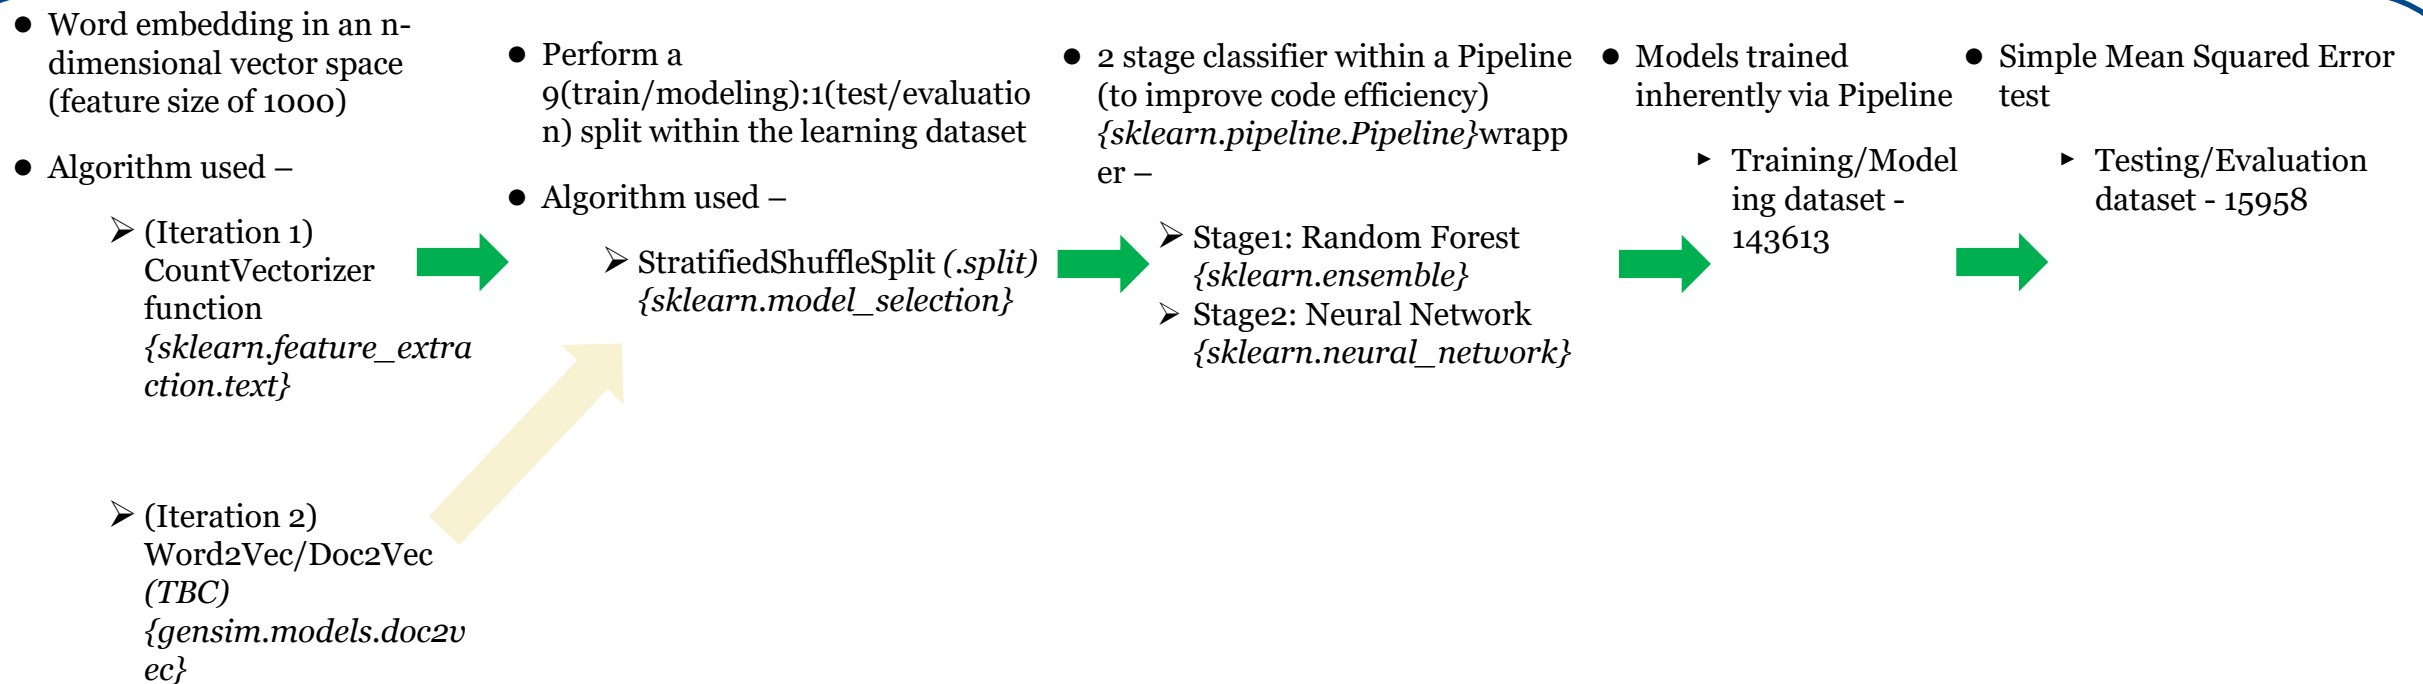 ● Word embedding in an n-
dimensional vector space
(feature size of 1000)
● Algorithm used –
➢ (Iteration 1)
CountVectorizer
function
{sklearn.feature_extra
ction.text}
➢ (Iteration 2)
Word2Vec/Doc2Vec
(TBC)
{gensim.models.doc2v
ec}
● Perform a
9(train/modeling):1(test/evaluatio
n) split within the learning dataset
● Algorithm used –
➢ StratifiedShuffleSplit (.split)
{sklearn.model_selection}
● 2 stage classifier within a Pipeline
(to improve code efficiency)
{sklearn.pipeline.Pipeline}wrapp
er –
➢ Stage1: Random Forest
{sklearn.ensemble}
➢ Stage2: Neural Network
{sklearn.neural_network}
● Models trained
inherently via Pipeline
▸ Training/Model
ing dataset -
143613
● Simple Mean Squared Error
test
▸ Testing/Evaluation
dataset - 15958